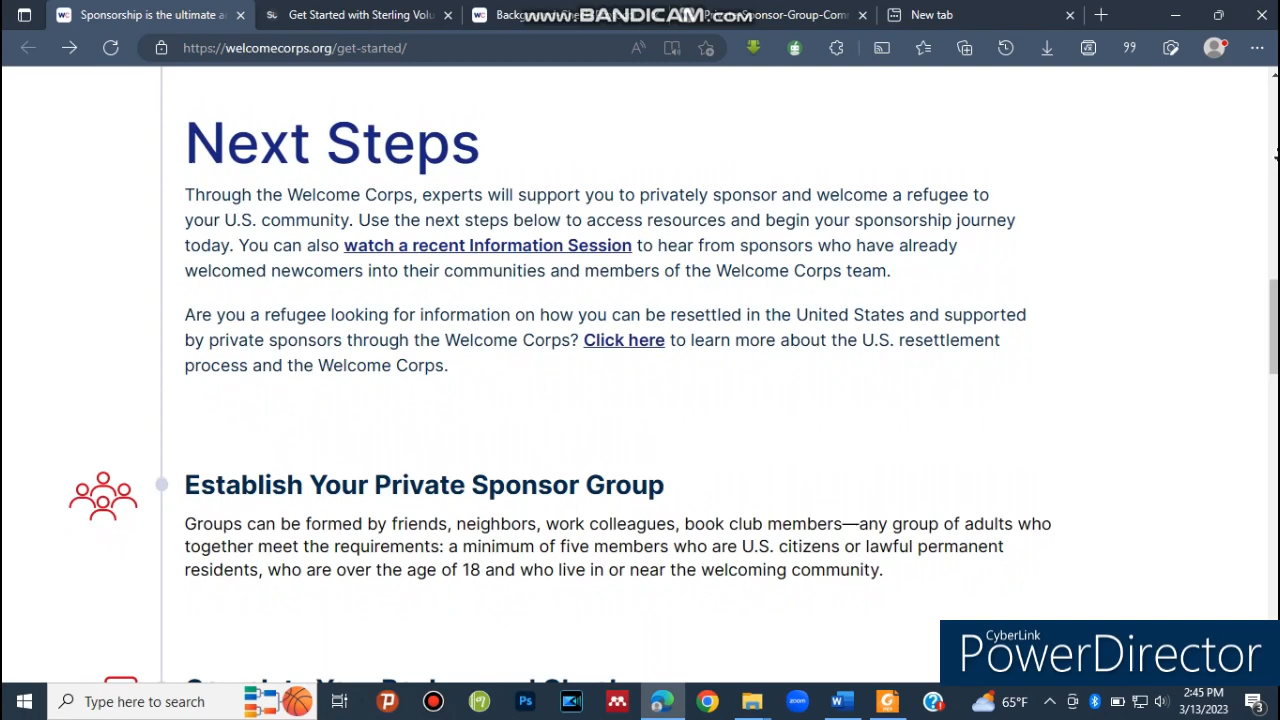 Sponsorship is the ultimate a
Get Started with Sterling Volu
www.BANDICAM.com
New tab
https://welcomecorps.org/get-started/
Next Steps
Through the Welcome Corps, experts will support you to privately sponsor and welcome a refugee to
your U.S. community. Use the next steps below to access resources and begin your sponsorship journey
today. You can also watch a recent Information Session to hear from sponsors who have already
welcomed newcomers into their communities and members of the Welcome Corps team.
Are you a refugee looking for information on how you can be resettled in the United States and supported
by private sponsors through the Welcome Corps? Click here to learn more about the U.S. resettlement
process and the Welcome Corps.
Establish Your Private Sponsor Group
Groups can be formed by friends, neighbors, work colleagues, book club members—any group of adults who
together meet the requirements: a minimum of five members who are U.S. citizens or lawful permanent
residents, who are over the age of 18 and who live in or near the welcoming community.
CyberLink
PowerDirector
Type here to search
65°F
2:45 PM
3/13/2023